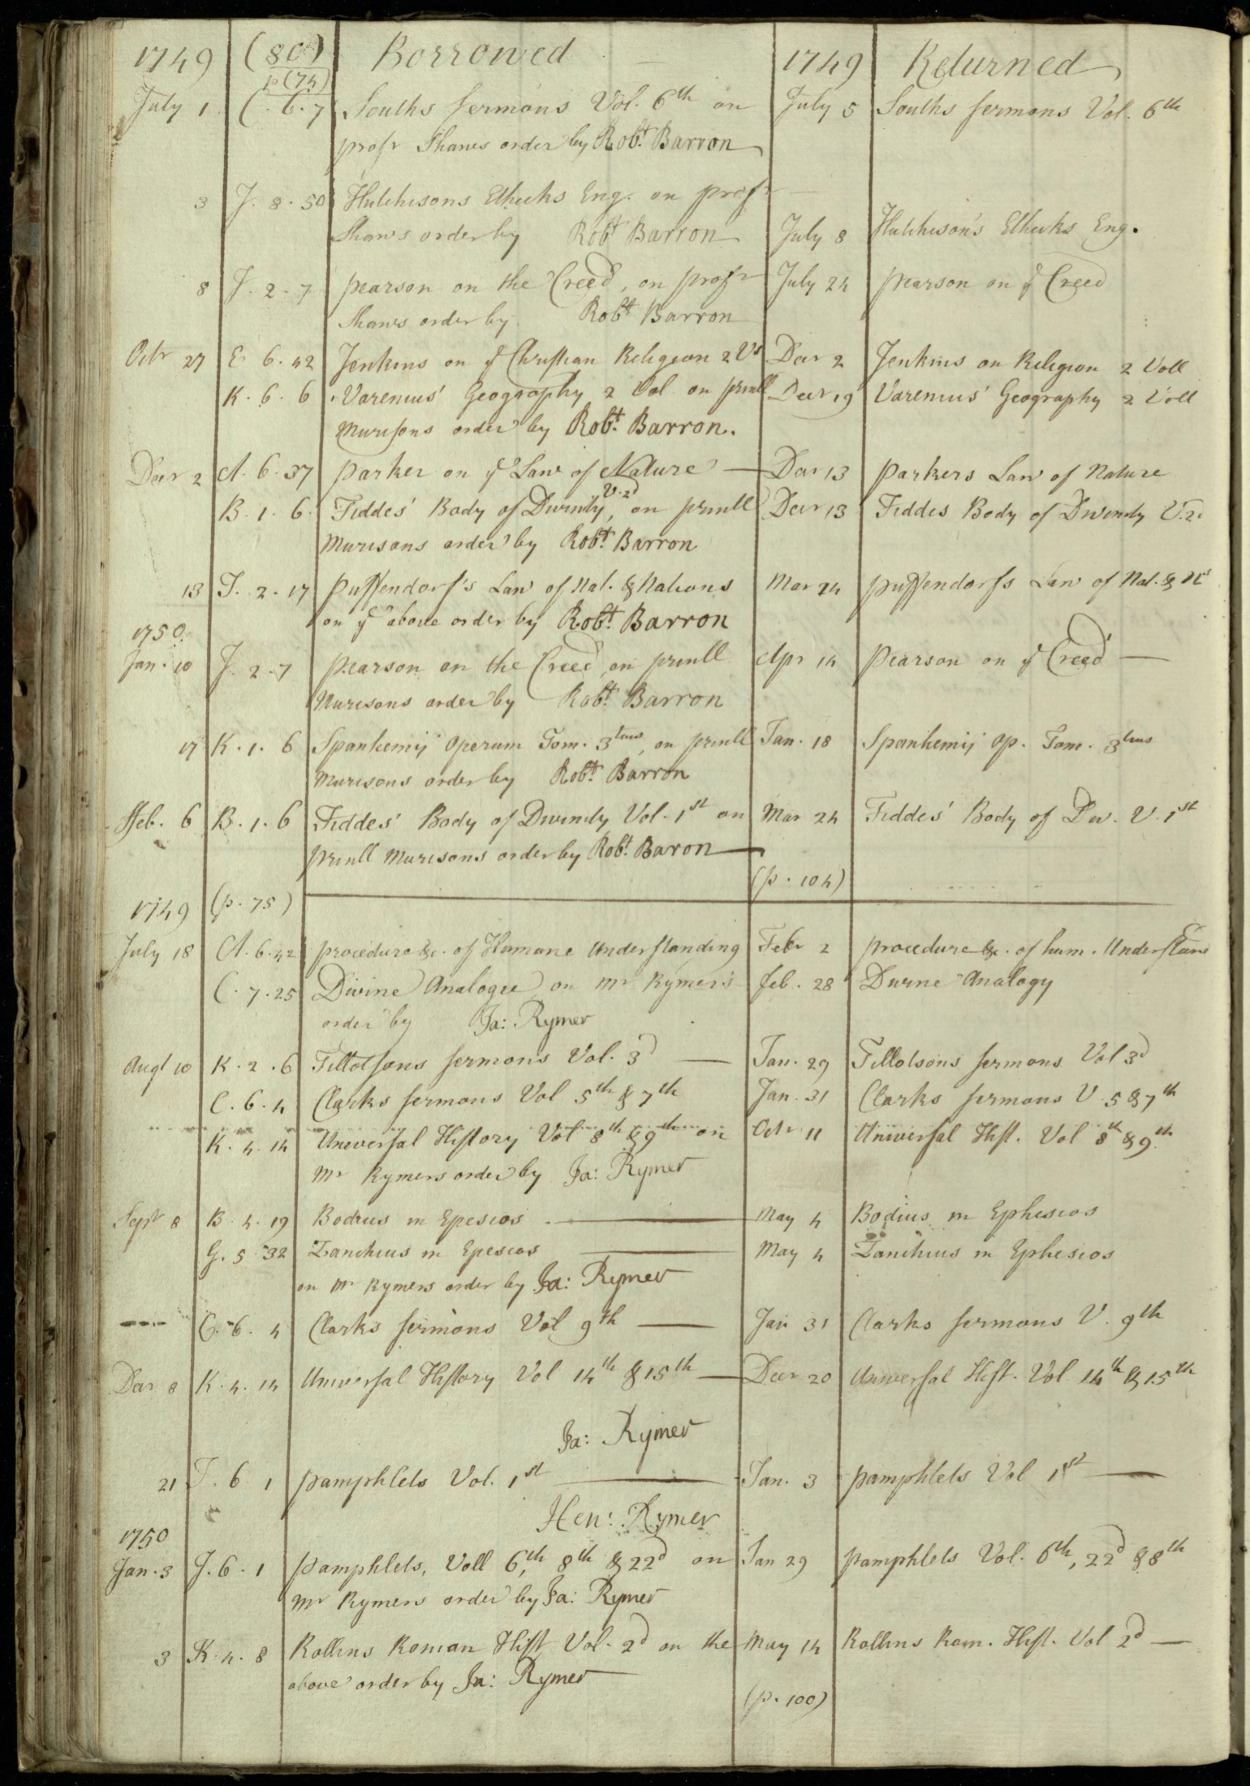 1749 (80) Borrowed 1749 Returned
p(74)
July 1 C. 6. 7 Souths sermons Vol. 6th on July 5 Souths sermons Vol. 6th
profr Shaws order by Robt. Barron
3 J. 8. 50 Hutchisons Ethicks Eng. on profr
Shaws order by Robt Barron July 8 Hutchison's Ethicks Eng.
8 J. 2. 7 pearson on the Creed, on profr July 24 pearson on ye Creed
Shaws order by Robt Barron
Octr 27 E 6. 42 Jenkins on ye Christian Religion 2 Vs Decr 2 Jenkins on Religion 2 Voll
K. 6. 6 Varenius' Geography 2 Vol. on prinll Decr 19 Varenius' Geography 2 Voll
Murisons order by Robt. Barron.
Decr 2 A. 6. 37 parker on ye Law of Nature — Decr 13 parkers Law of Nature
B. 1. 6. Fiddes' Body of Divinity, V. 2d on prinll Decr 13 Fiddes Body of Divinity V. 2d
Murisons order by Robt. Barron
13 J. 2. 17 puffendorf's Law of Nat. & Nations Mar 24 puffendorfs Law of Nat. & Ns
on ye above order by Robt. Barron
1750
Jan. 10 J. 2. 7 pearson on the Creed, on prinll Apr 14 pearson on ye Creed —
Murisons order by Robt. Barron
17 K. 1. 6 Spanhemij Operum Tom. 3tius, on prinll Jan. 18 Spanhemij Op. Tom. 3tius
Murisons order by Robt. Barron
Feb. 6 B. 1. 6 Fiddes' Body of Divinity Vol. 1st on Mar 24 Fiddes' Body of Div. V. 1st
prinll Murisons order by Robt. Baron —
(p. 104)
1749 (p. 75)
July 18 A. 6. 42 procedure &c. of Humane Understanding Febr 2 procedure &c. of hum. Understand
C. 7. 25 Divine Analogie on Mr Rymer's feb. 28 Divine Analogy
order by Ja: Rymer
Augt 10 K. 2. 6 Tillotsons sermons Vol. 3d — Jan. 29 Tillotsons sermons Vol 3d
C. 6. 4 Clarks sermons Vol 5th & 7th Jan. 31 Clarks sermons V. 5 & 7th
K. 4. 14 Universal History Vol 8th & 9th on Octr 11 Universal Hist. Vol 8th & 9th
Mr Rymers order by Ja: Rymer
Septr 8 B. 4. 19 Bodius in Epesios — May 4 Bodius in Ephesios
G. 5. 32 Zanchius in Epesios — May 4 Zanchius in Ephesios
on Mr Rymers order by Ja: Rymer
--- C. 6. 4 Clarks sermons Vol 9th — Jan 31 Clarks sermons V. 9th
Decr 8 K. 4. 14 Universal History Vol 14th & 15th — Decr 20 Universal Hist. Vol 14th & 15th
Ja: Rymer
21 J. 6. 1 pamphlets Vol. 1st — Jan. 3 pamphlets Vol 1st —
Hen: Rymer
1750
Jan. 3 J. 6. 1 pamphlets, Voll 6th, 8th & 22d on Jan 29 pamphlets Vol. 6th, 22d & 8th
Mr Rymers order by Ja: Rymer
3 K. 4. 8 Rollins Roman Hist Vol. 2d on the May 14 Rollins Rom. Hist. Vol 2d —
above order by Ja: Rymer
(p. 100)